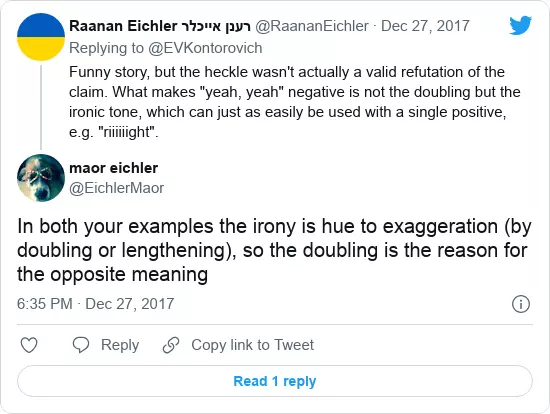 Raanan Eichler רענן אייכלר @RaananEichler · Dec 27, 2017
Replying to @EVKontorovich
Funny story, but the heckle wasn't actually a valid refutation of the
claim. What makes "yeah, yeah" negative is not the doubling but the
ironic tone, which can just as easily be used with a single positive,
e.g. "riiiiiight".
maor eichler
@EichlerMaor
In both your examples the irony is hue to exaggeration (by
doubling or lengthening), so the doubling is the reason for
the opposite meaning
6:35 PM · Dec 27, 2017
Reply Copy link to Tweet
Read 1 reply